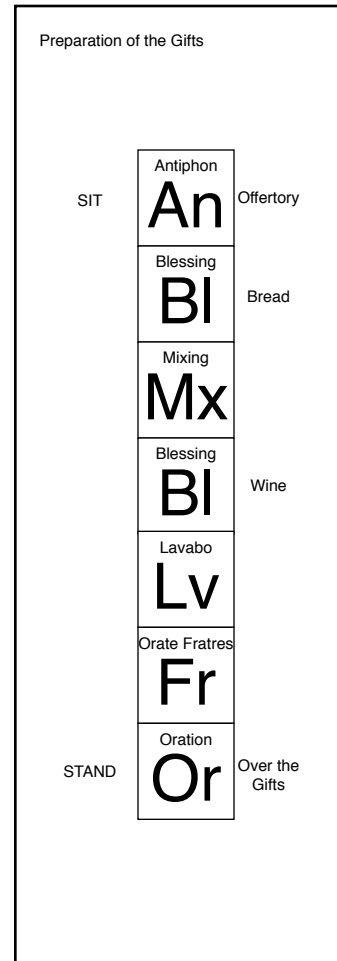 Preparation of the Gifts
Antiphon
SIT
An
Offertory
Blessing
Bl
Bread
Mixing
Mx
Blessing
Bl
Wine
Lavabo
Lv
Orate Fratres
Fr
Oration
STAND
Or
Over the
Gifts